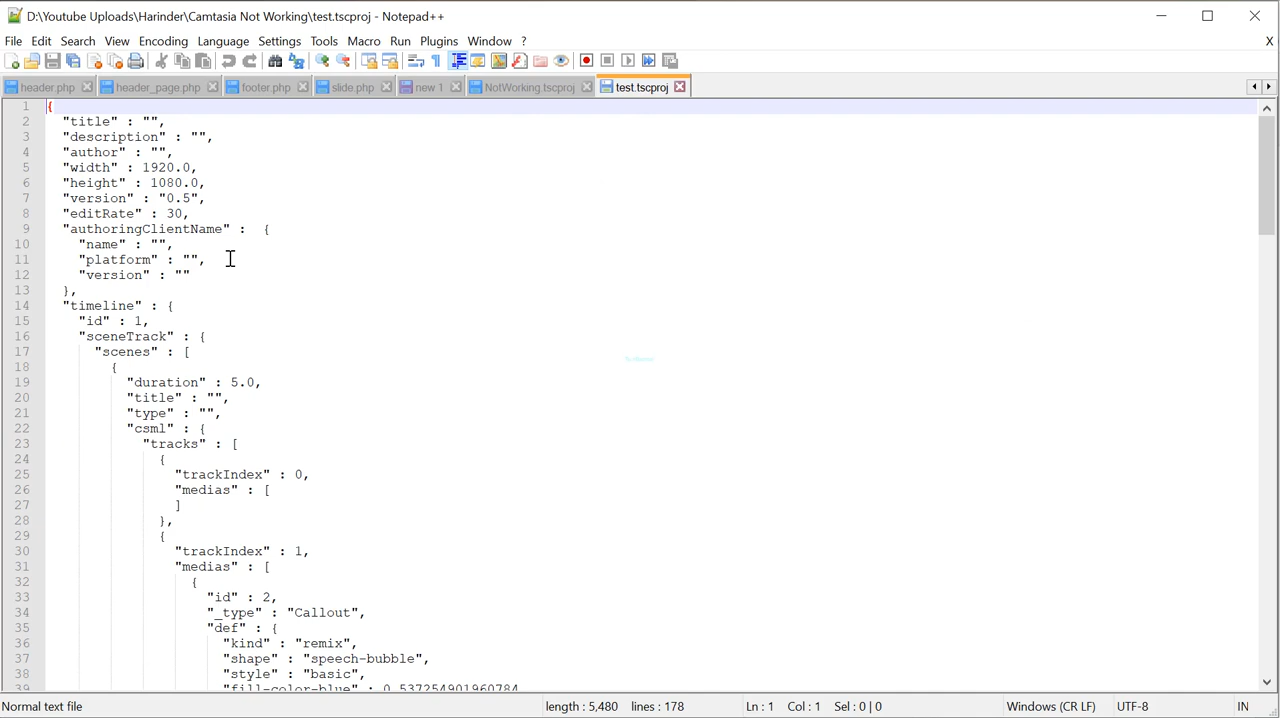 D:\Youtube Uploads\Harinder\Camtasia Not Working\test.tscproj - Notepad++
File Edit Search View Encoding Language Settings Tools Macro Run Plugins Window ? X
header.php header_page.php footer.php slide.php new 1 NotWorking.tscproj test.tscproj
1 {
2 "title" : "",
3 "description" : "",
4 "author" : "",
5 "width" : 1920.0,
6 "height" : 1080.0,
7 "version" : "0.5",
8 "editRate" : 30,
9 "authoringClientName" :  {
10 "name" : "",
11 "platform" : "",
12 "version" : ""
13 },
14 "timeline" : {
15 "id" : 1,
16 "sceneTrack" : {
17 "scenes" : [
18 {
19 "duration" : 5.0,
20 "title" : "",
21 "type" : "",
22 "csml" : {
23 "tracks" : [
24 {
25 "trackIndex" : 0,
26 "medias" : [
27 ]
28 },
29 {
30 "trackIndex" : 1,
31 "medias" : [
32 {
33 "id" : 2,
34 "_type" : "Callout",
35 "def" : {
36 "kind" : "remix",
37 "shape" : "speech-bubble",
38 "style" : "basic",
39 "fill-color-blue" : 0.537254901960784,
Normal text file length : 5,480 lines : 178 Ln : 1 Col : 1 Sel : 0 | 0 Windows (CR LF) UTF-8 IN